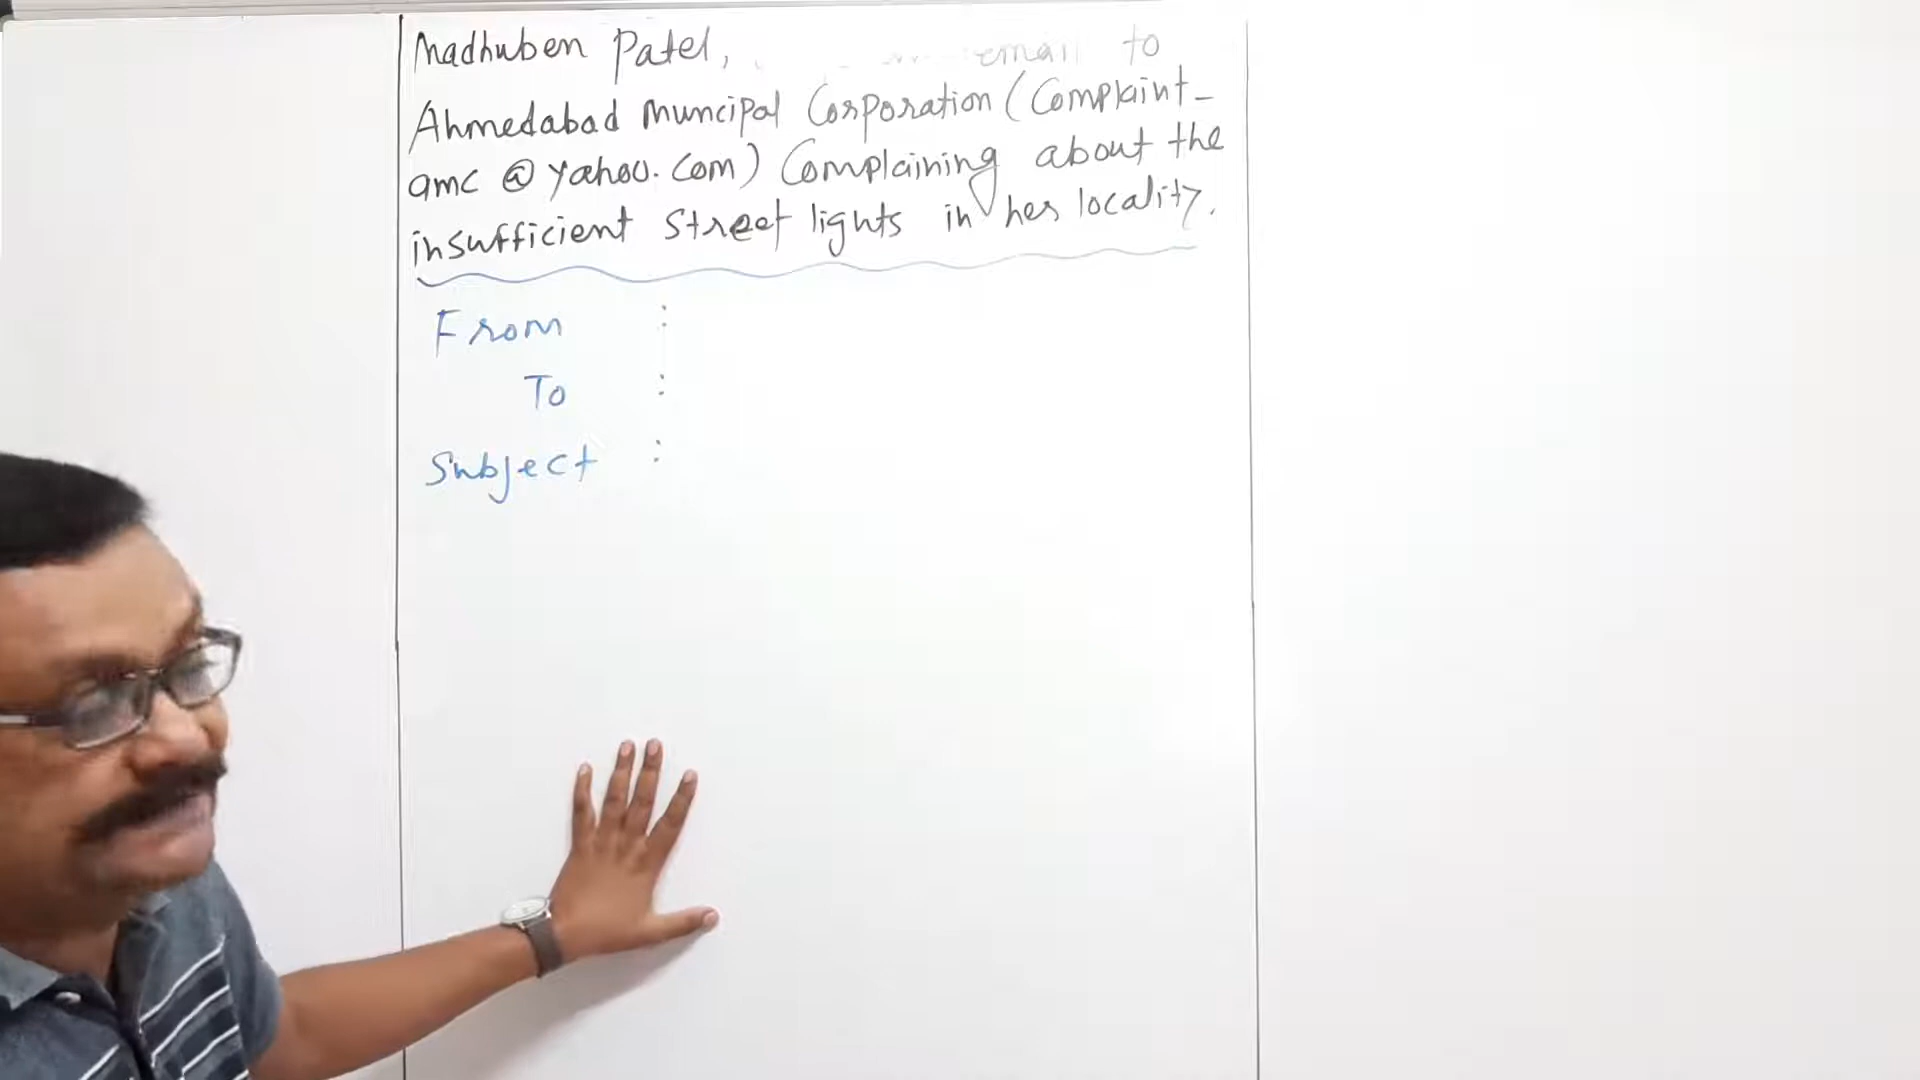 Madhuben Patel, email to
Ahmedabad Muncipal Corporation (Complaint-
amc @ yahoo.com) Complaining about the
insufficient Street lights in her locality.
From :
To :
Subject :